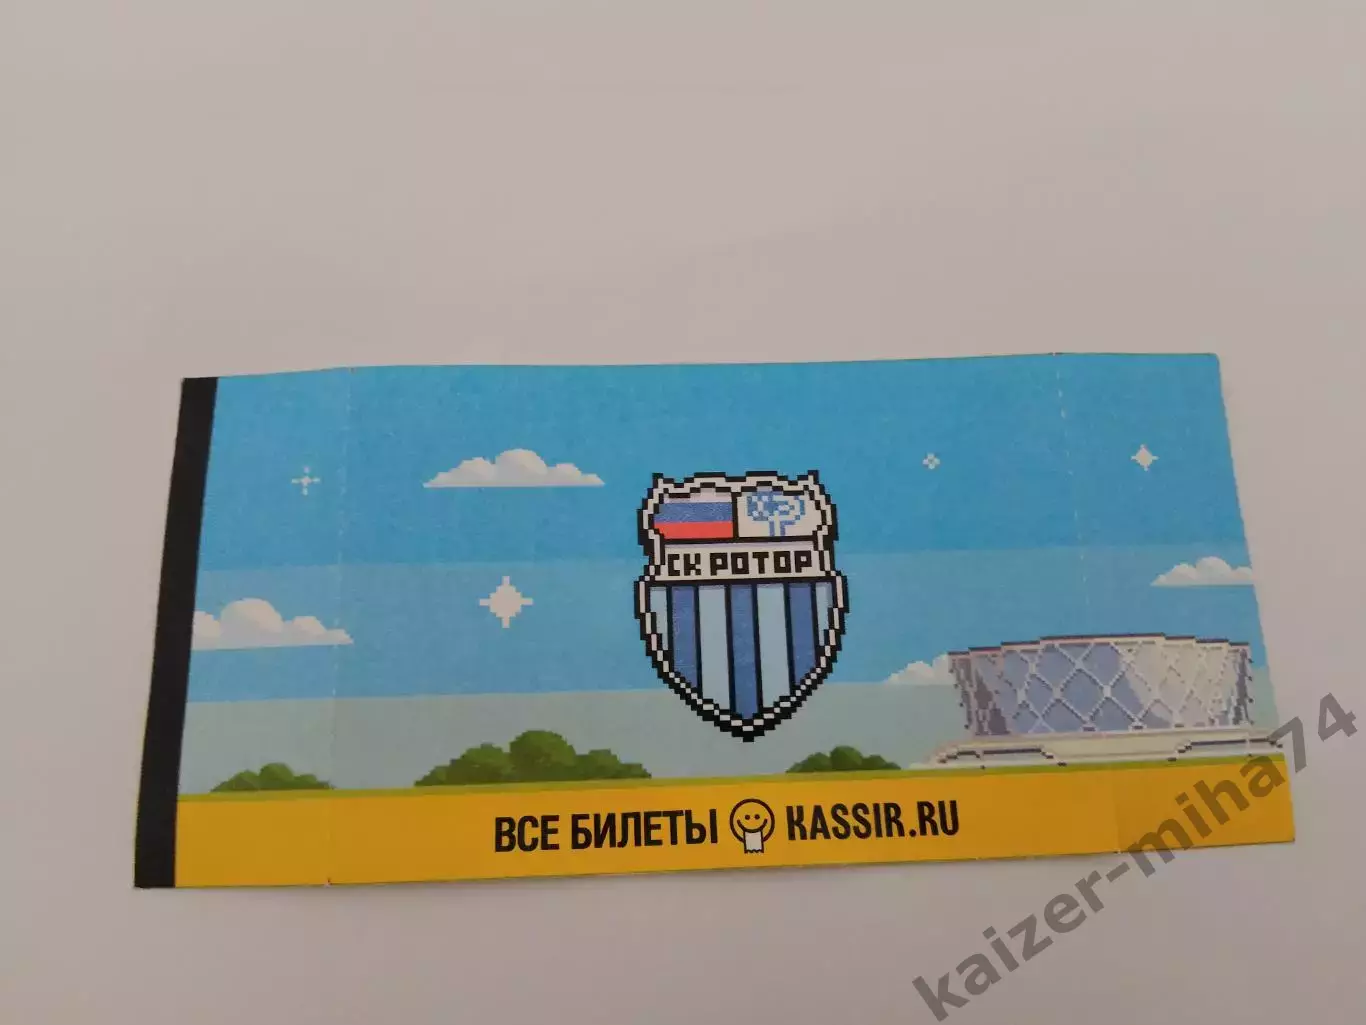 СК РОТОР
ВСЕ БИЛЕТЫ KASSIR.RU
kaizer-miha74